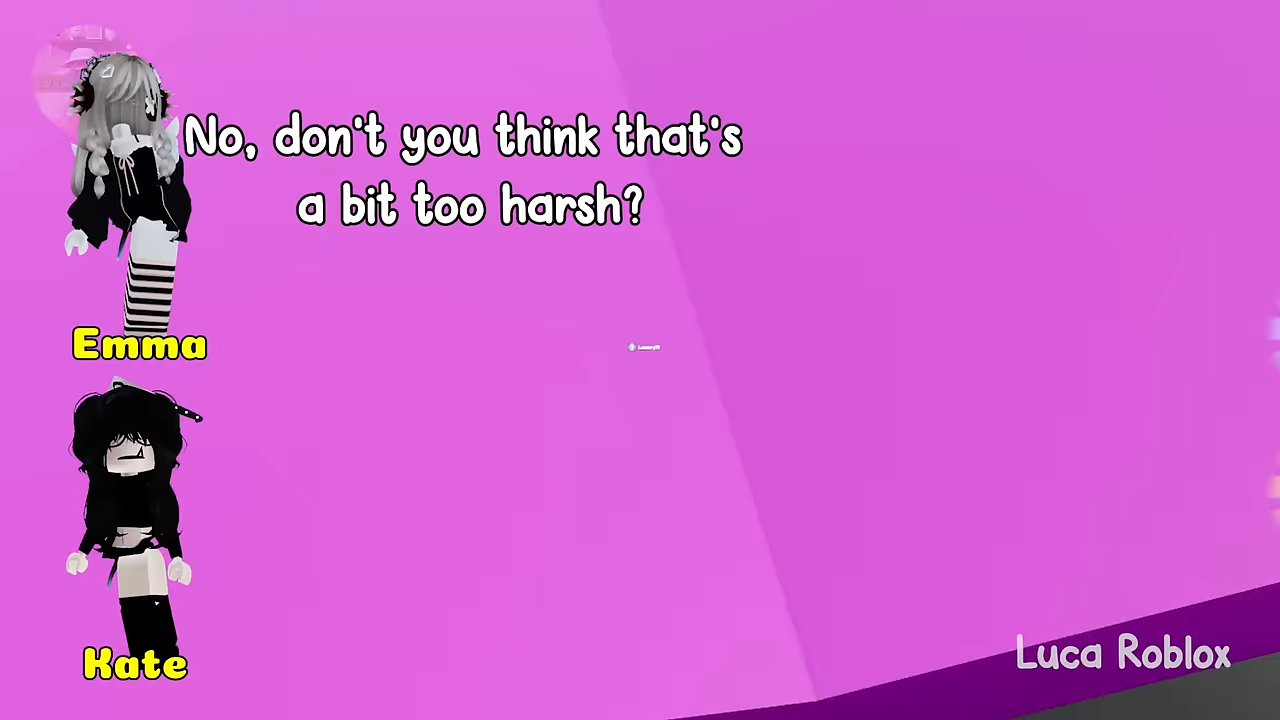 No, don't you think that's
a bit too harsh?
Emma
Kate
Luca Roblox